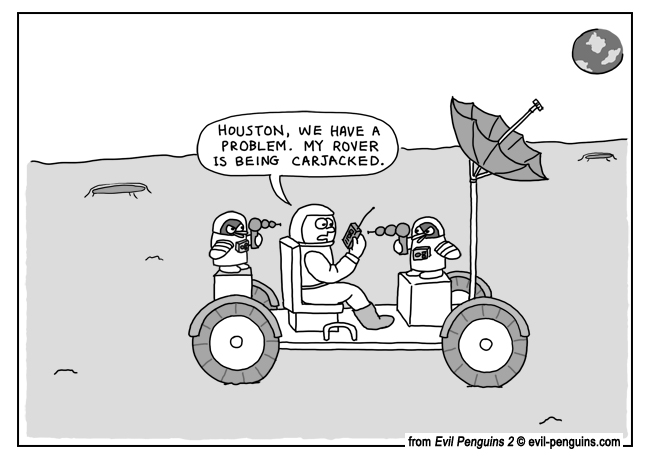 HOUSTON, WE HAVE A
PROBLEM. MY ROVER
IS BEING CARJACKED.
from Evil Penguins 2 © evil-penguins.com